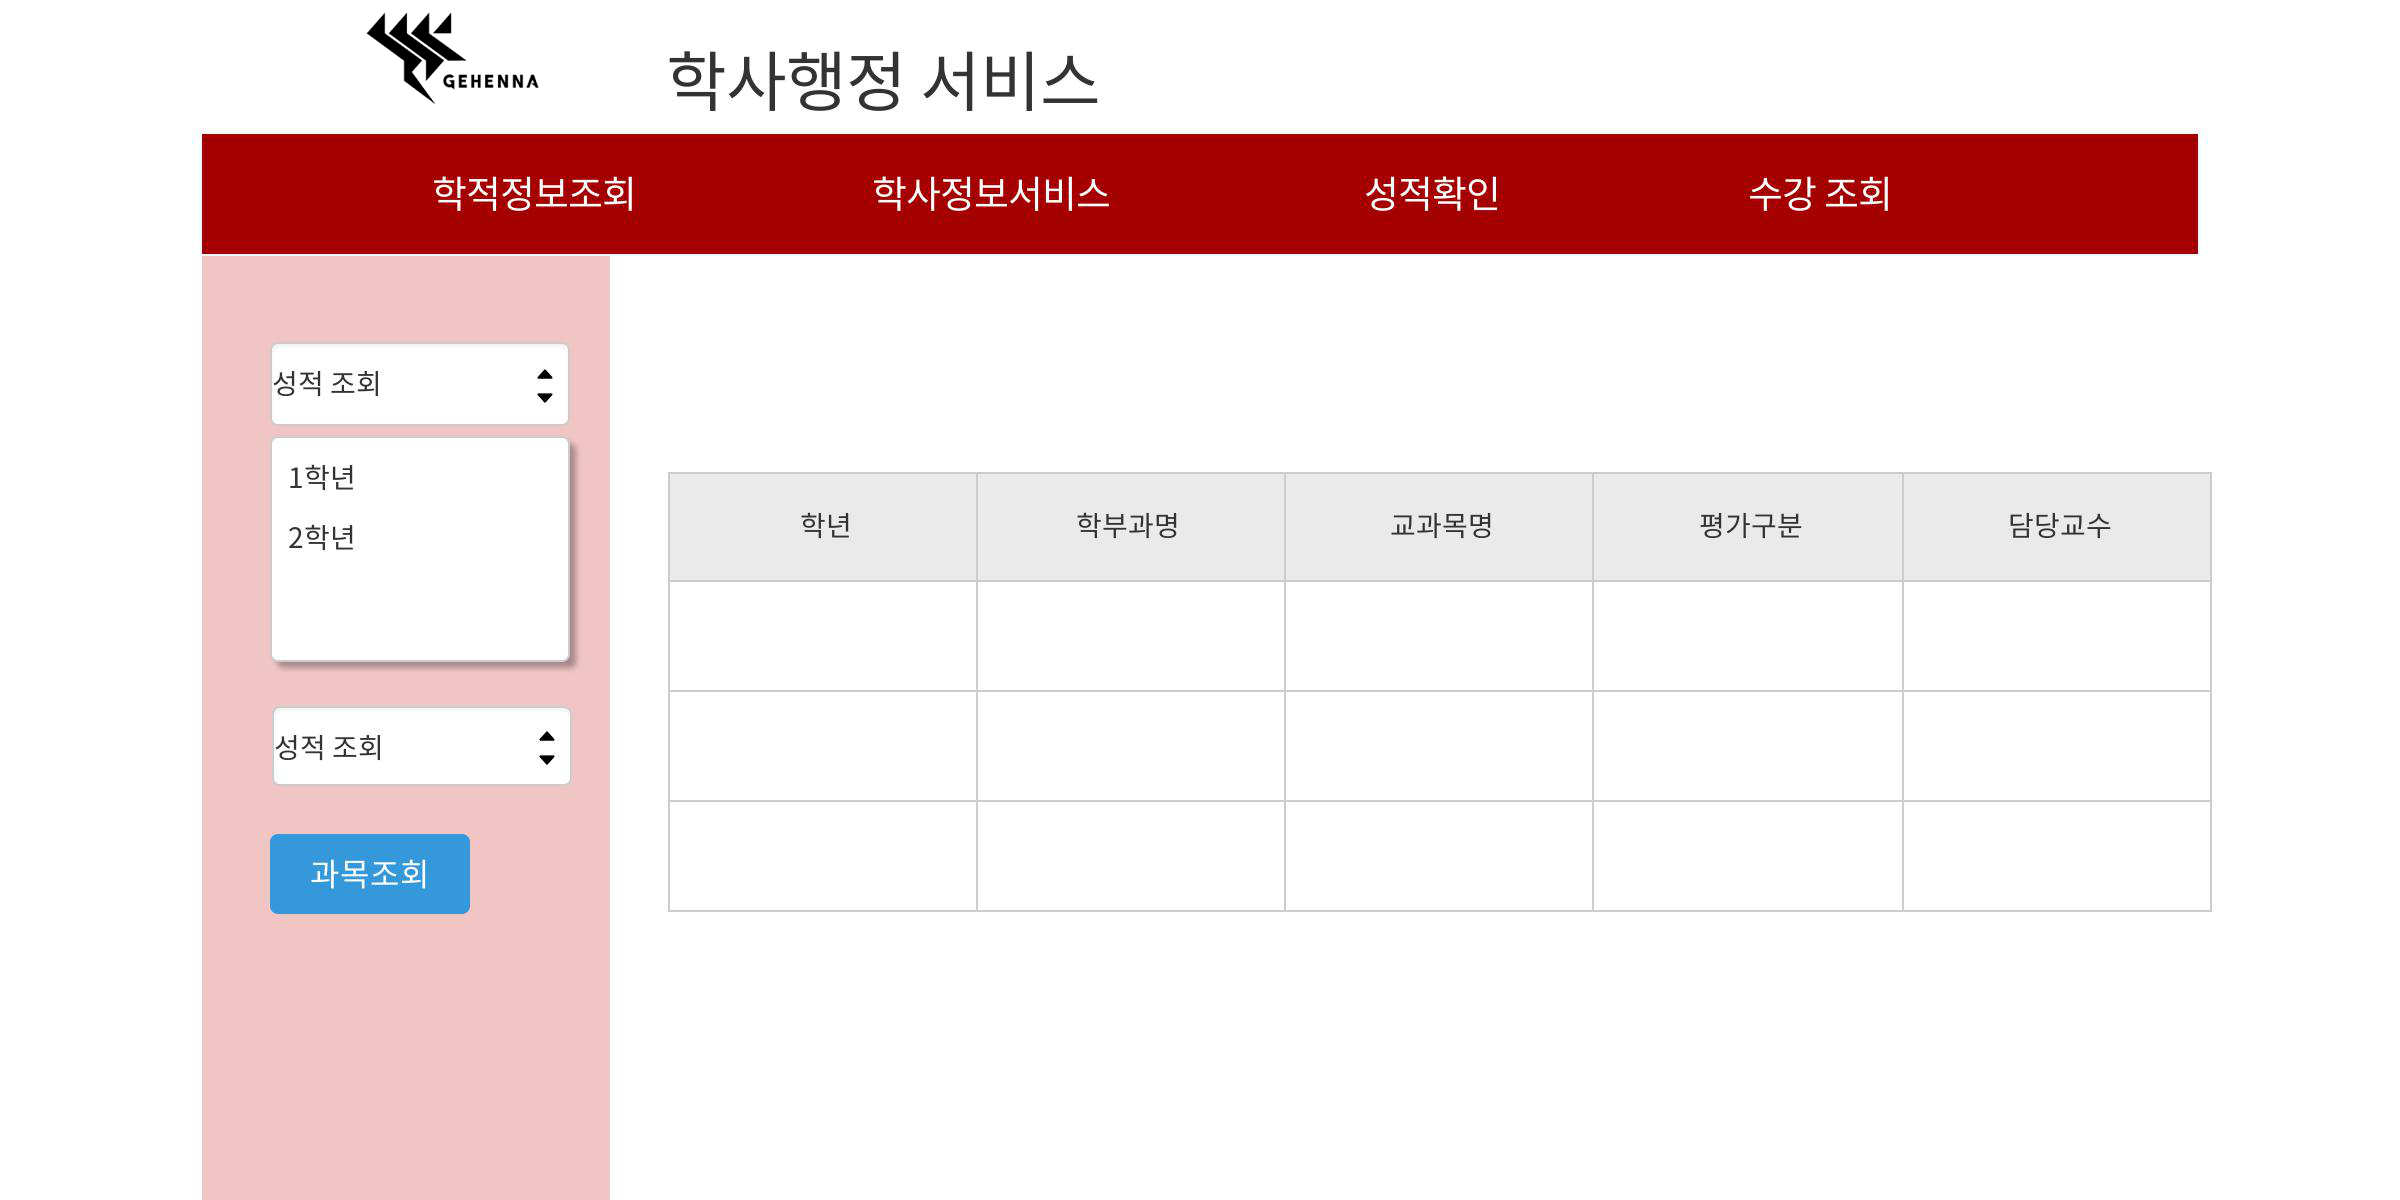 GEHENNA
학사행정 서비스
학적정보조회 학사정보서비스 성적확인 수강 조회
성적 조회
1학년
2학년
성적 조회
과목조회
학년 학부과명 교과목명 평가구분 담당교수